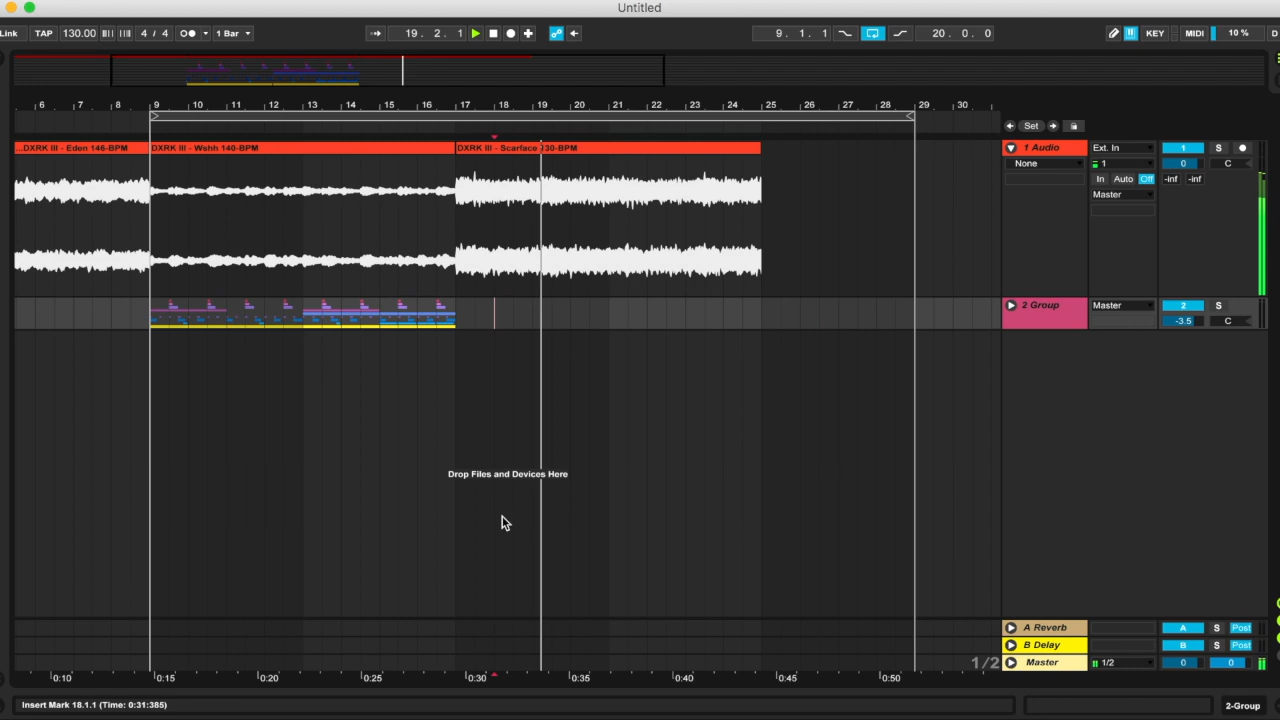 Untitled
Link TAP 130.00 4 / 4 1 Bar 19. 2. 1 9. 1. 1 20. 0. 0 KEY MIDI 10 % D
6 7 8 9 10 11 12 13 14 15 16 17 18 19 20 21 22 23 24 25 26 27 28 29 30
Set
...DXRK III - Eden 146-BPM DXRK III - Wshh 140-BPM DXRK III - Scarface 130-BPM 1 Audio Ext. In 1 S
None 1 0 C
In Auto Off -inf -inf
Master
2 Group Master 2 S
-3.5 C
Drop Files and Devices Here
A Reverb A S Post
B Delay B S Post
1/2 Master 1/2 0 0
0:10 0:15 0:20 0:25 0:30 0:35 0:40 0:45 0:50
Insert Mark 18.1.1 (Time: 0:31:385) 2-Group